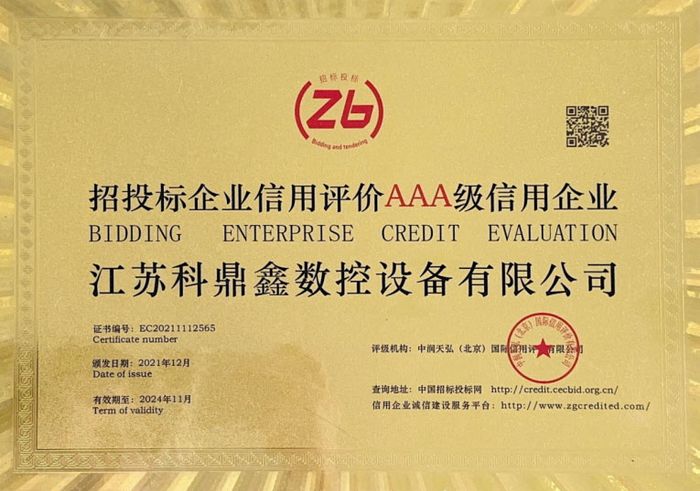 招标投标
Zb
Bidding and tendering
招投标企业信用评价AAA级信用企业
BIDDING ENTERPRISE CREDIT EVALUATION
江苏科鼎鑫数控设备有限公司
证书编号：EC20211112565
Certificate number
颁发日期：2021年12月
Date of issue
有效期至：2024年11月
Term of validity
评级机构：中润天弘（北京）国际信用评价有限公司
查询地址：中国招标投标网 http://credit.cecbid.org.cn/
信用企业诚信建设服务平台：http://www.zgcredited.com/